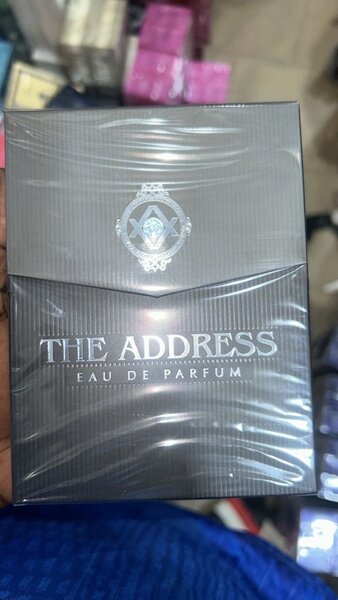 THE ADDRESS
EAU DE PARFUM